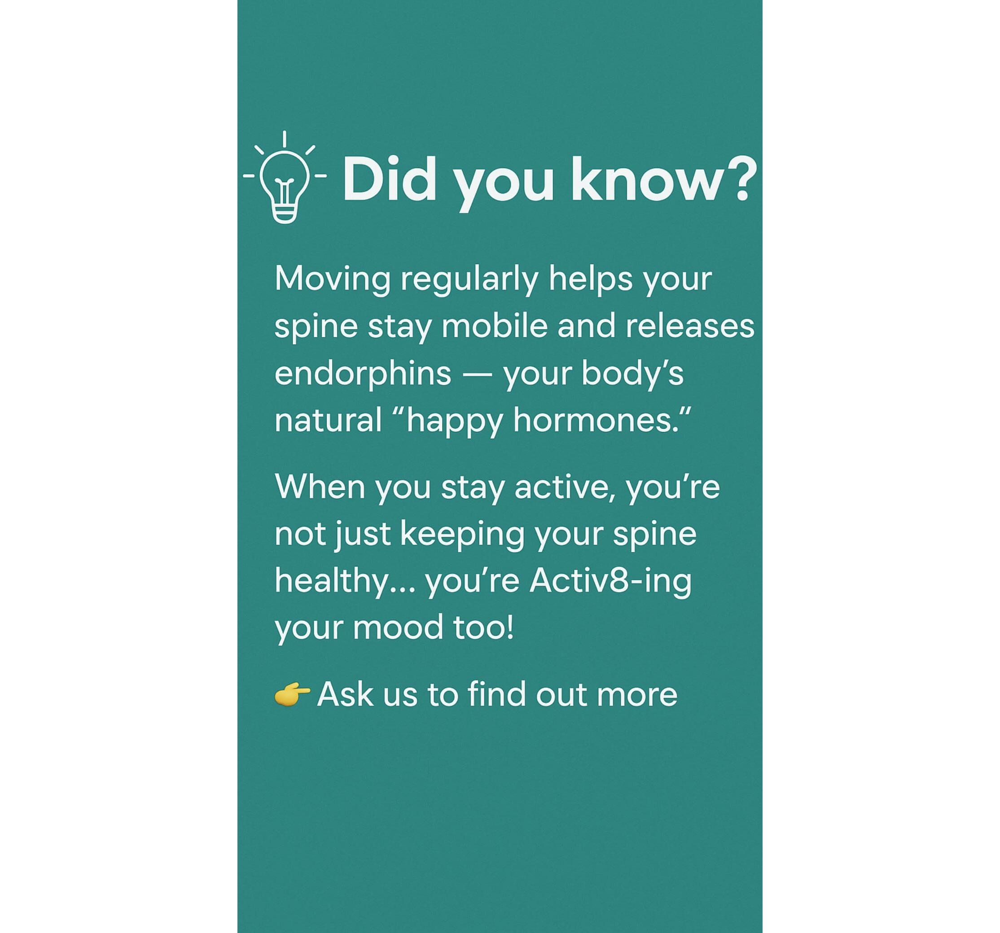 Did you know?
Moving regularly helps your
spine stay mobile and releases
endorphins — your body’s
natural “happy hormones.”
When you stay active, you’re
not just keeping your spine
healthy... you’re Activ8-ing
your mood too!
👉 Ask us to find out more